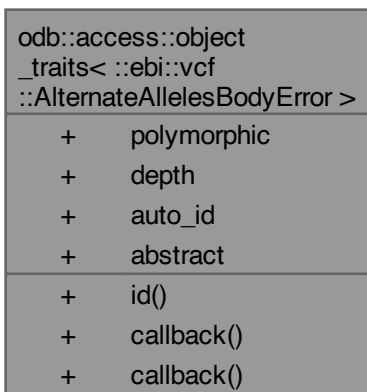 odb::access::object
_traits< ::ebi::vcf
::AlternateAllelesBodyError >
+ polymorphic
+ depth
+ auto_id
+ abstract
+ id()
+ callback()
+ callback()